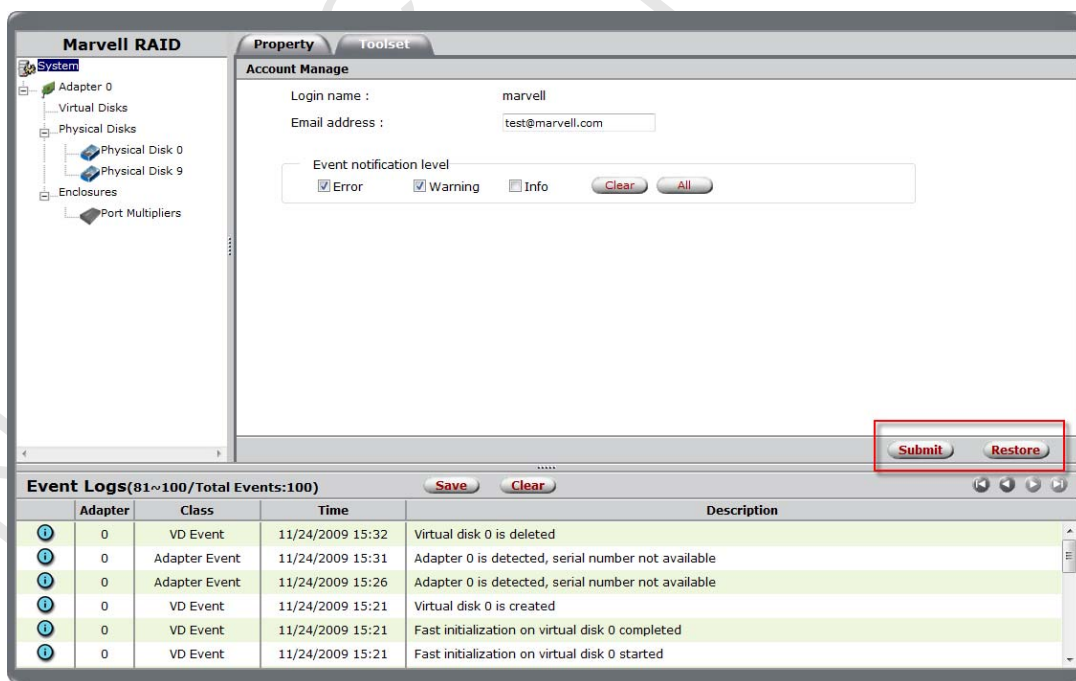 Marvell RAID
System
Adapter 0
Virtual Disks
Physical Disks
Physical Disk 0
Physical Disk 9
Enclosures
Port Multipliers
Property Toolset
Account Manage
Login name : marvell
Email address : test@marvell.com
Event notification level
Error Warning Info Clear All
Submit Restore
Event Logs(81~100/Total Events:100) Save Clear
Adapter Class Time Description
0 VD Event 11/24/2009 15:32 Virtual disk 0 is deleted
0 Adapter Event 11/24/2009 15:31 Adapter 0 is detected, serial number not available
0 Adapter Event 11/24/2009 15:26 Adapter 0 is detected, serial number not available
0 VD Event 11/24/2009 15:21 Virtual disk 0 is created
0 VD Event 11/24/2009 15:21 Fast initialization on virtual disk 0 completed
0 VD Event 11/24/2009 15:21 Fast initialization on virtual disk 0 started